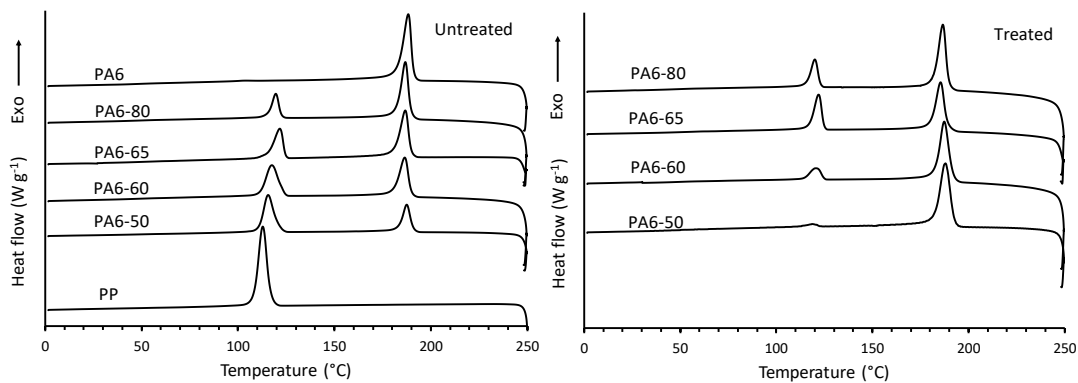 Untreated
Exo
Heat flow (W g⁻¹)
PA6
PA6-80
PA6-65
PA6-60
PA6-50
PP
0 50 100 150 200 250
Temperature (°C)
Treated
Exo
Heat flow (W g⁻¹)
PA6-80
PA6-65
PA6-60
PA6-50
0 50 100 150 200 250
Temperature (°C)